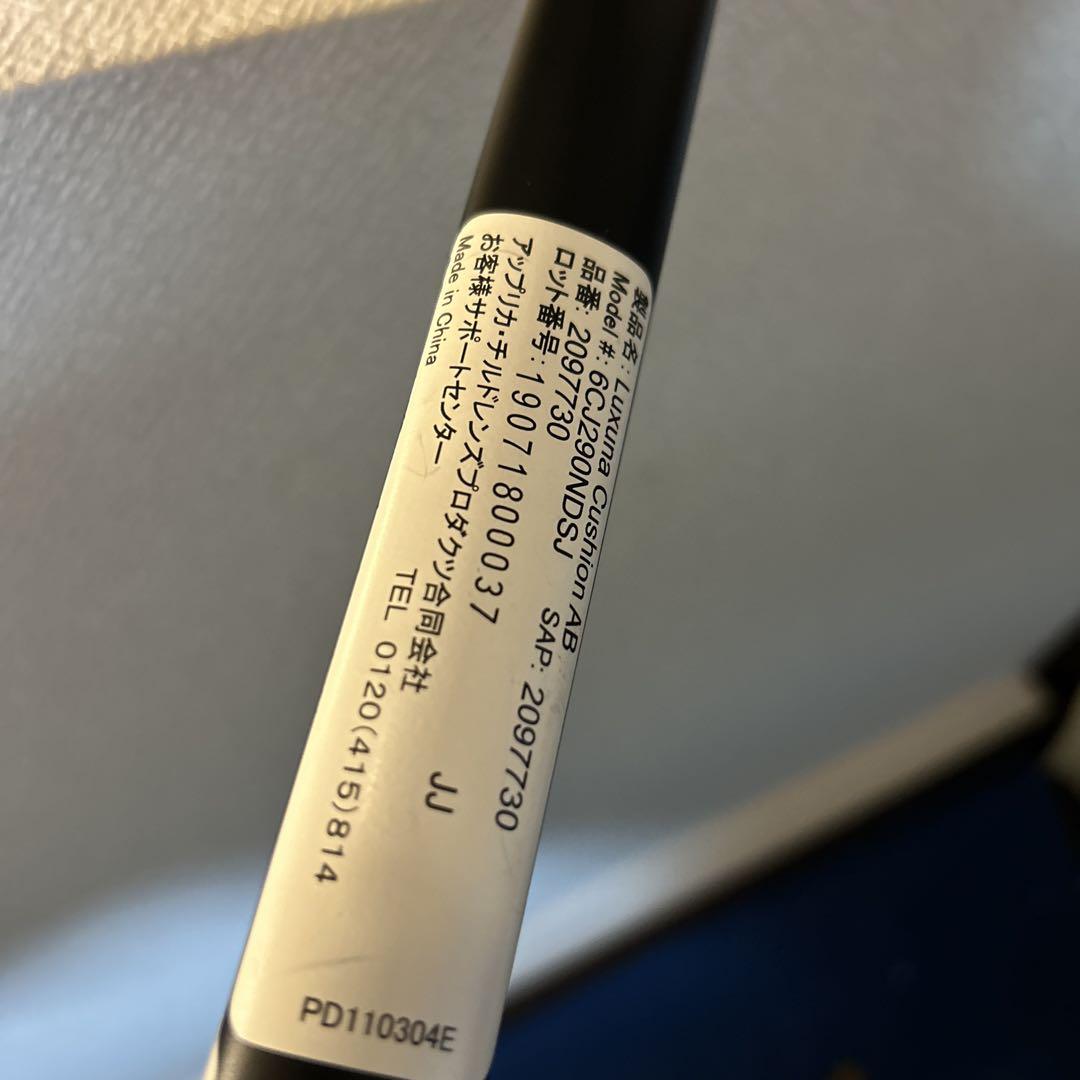 製品名: Luxuna Cushion AB
Model #: 6CJ290NDSJ SAP: 2097730
品番: 2097730
ロット番号: 1907180037
アップリカ・チルドレンズプロダクツ合同会社 JJ
お客様サポートセンター TEL 0120(415)814
Made in China
PD110304E